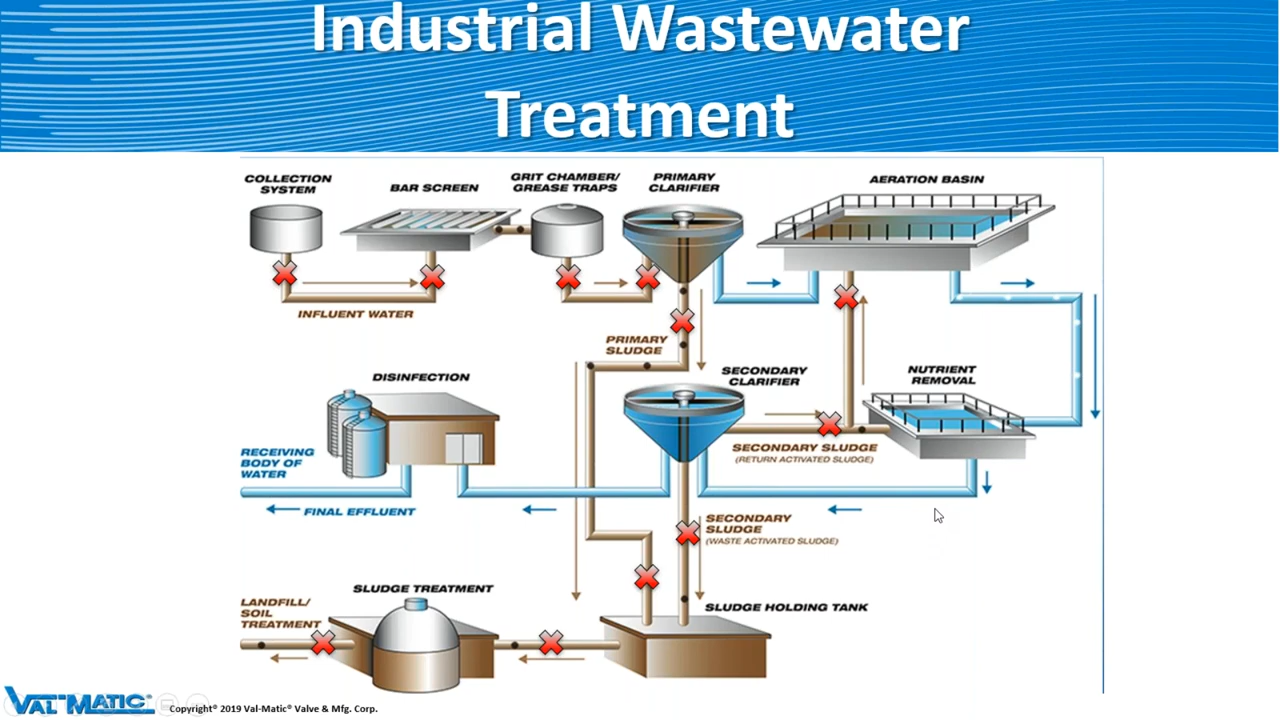 Industrial Wastewater
Treatment
COLLECTION
SYSTEM
BAR SCREEN
GRIT CHAMBER/
GREASE TRAPS
PRIMARY
CLARIFIER
AERATION BASIN
INFLUENT WATER
PRIMARY
SLUDGE
DISINFECTION
SECONDARY
CLARIFIER
NUTRIENT
REMOVAL
RECEIVING
BODY OF
WATER
SECONDARY SLUDGE
(RETURN ACTIVATED SLUDGE)
FINAL EFFLUENT
SECONDARY
SLUDGE
(WASTE ACTIVATED SLUDGE)
SLUDGE TREATMENT
LANDFILL/
SOIL
TREATMENT
SLUDGE HOLDING TANK
VAL-MATIC®
Copyright® 2019 Val-Matic® Valve & Mfg. Corp.